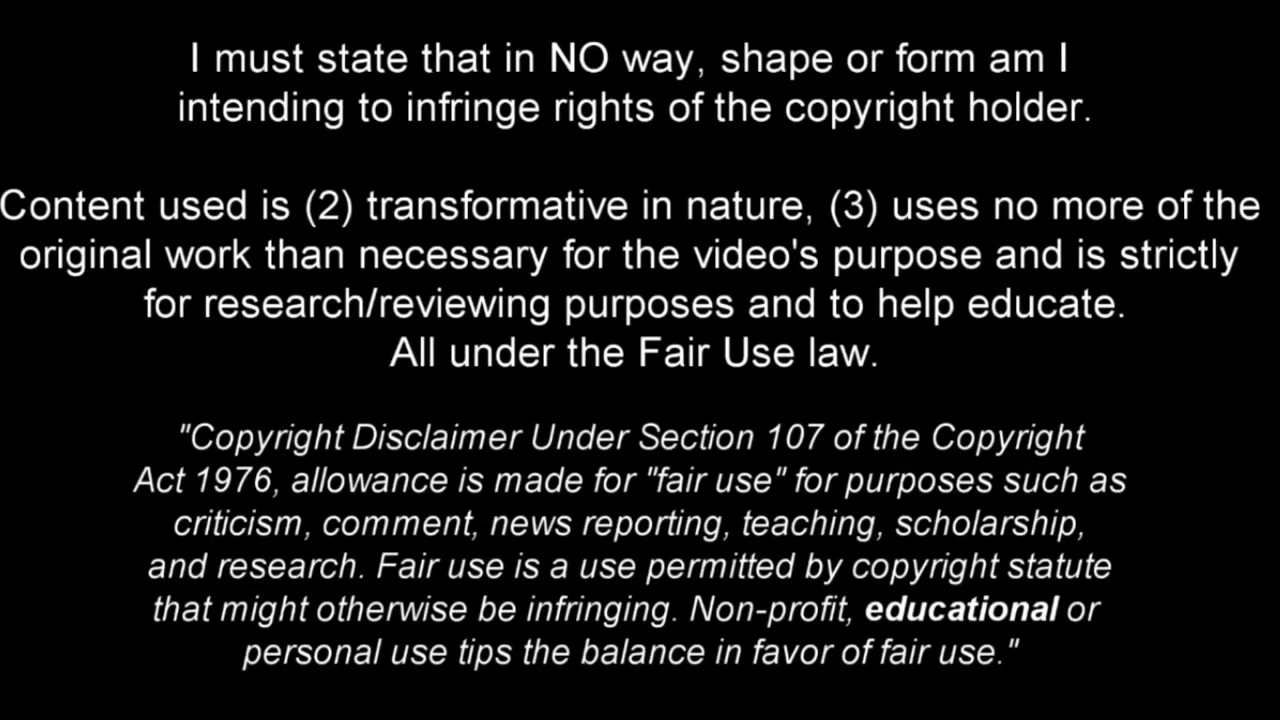 I must state that in NO way, shape or form am I
intending to infringe rights of the copyright holder.
Content used is (2) transformative in nature, (3) uses no more of the
original work than necessary for the video's purpose and is strictly
for research/reviewing purposes and to help educate.
All under the Fair Use law.
"Copyright Disclaimer Under Section 107 of the Copyright
Act 1976, allowance is made for "fair use" for purposes such as
criticism, comment, news reporting, teaching, scholarship,
and research. Fair use is a use permitted by copyright statute
that might otherwise be infringing. Non-profit, educational or
personal use tips the balance in favor of fair use."